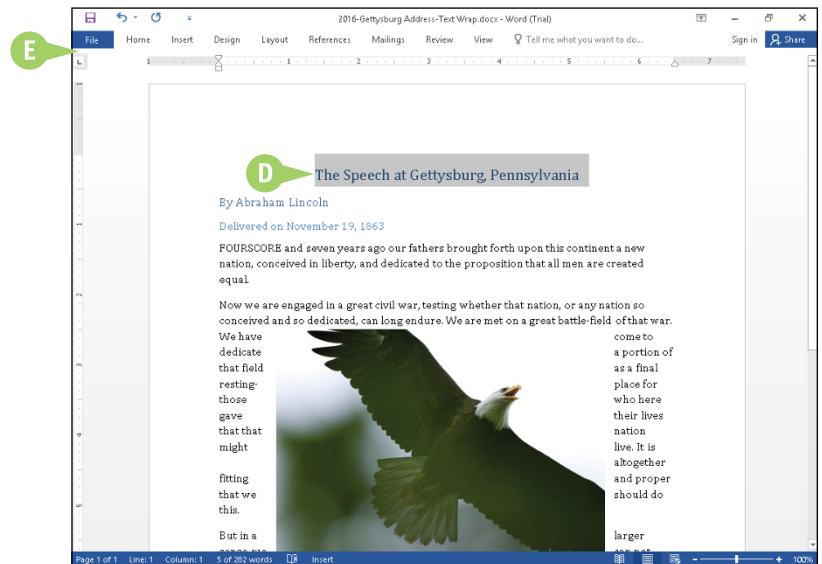 2016-Gettysburg Address-Text Wrap.docx - Word (Trial)
File Home Insert Design Layout References Mailings Review View Tell me what you want to do... Sign in Share
E
L
1 1 2 3 4 5 6 7
D
The Speech at Gettysburg, Pennsylvania
By Abraham Lincoln
Delivered on November 19, 1863
FOURSCORE and seven years ago our fathers brought forth upon this continent a new
nation, conceived in liberty, and dedicated to the proposition that all men are created
equal.
Now we are engaged in a great civil war, testing whether that nation, or any nation so
conceived and so dedicated, can long endure. We are met on a great battle-field of that war.
We have come to
dedicate a portion of
that field as a final
resting- place for
those who here
gave their lives
that that nation
might live. It is
altogether
fitting and proper
that we should do
this.
But in a larger
Page 1 of 1 Line: 1 Column: 1 5 of 282 words Insert 100%